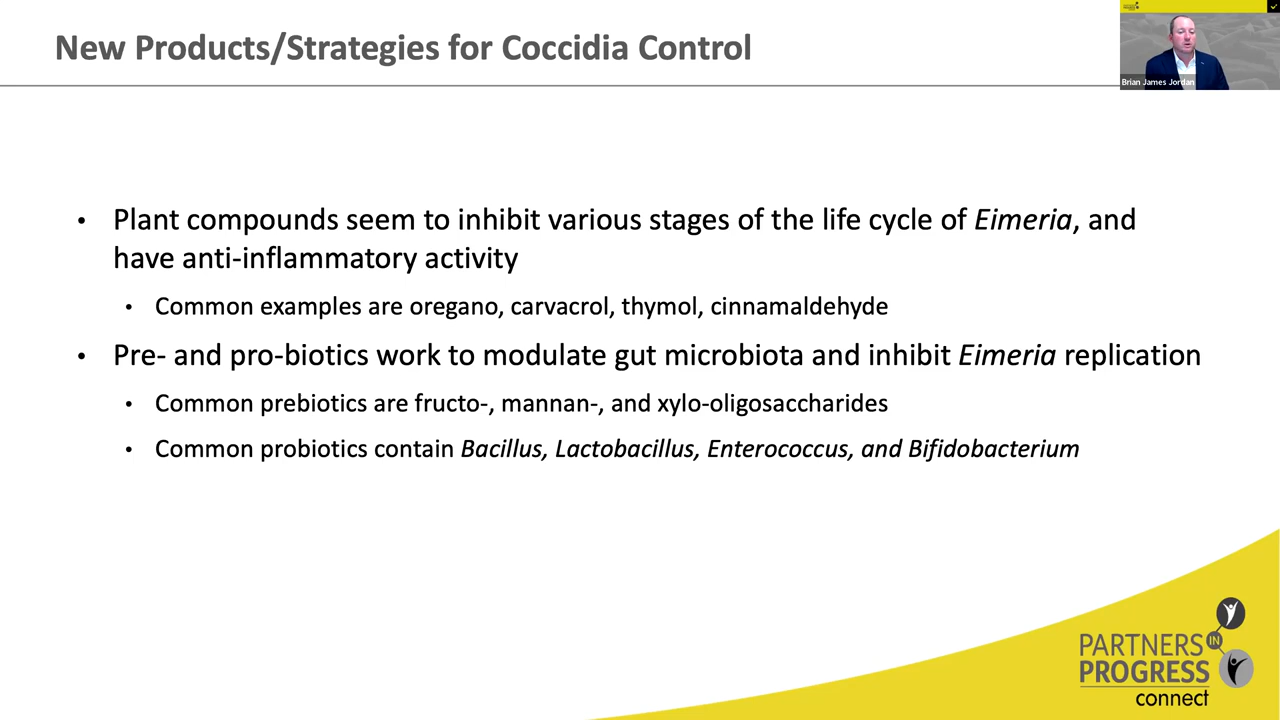 New Products/Strategies for Coccidia Control
Brian James Jordan
• Plant compounds seem to inhibit various stages of the life cycle of Eimeria, and
have anti-inflammatory activity
• Common examples are oregano, carvacrol, thymol, cinnamaldehyde
• Pre- and pro-biotics work to modulate gut microbiota and inhibit Eimeria replication
• Common prebiotics are fructo-, mannan-, and xylo-oligosaccharides
• Common probiotics contain Bacillus, Lactobacillus, Enterococcus, and Bifidobacterium
PARTNERS IN
PROGRESS
connect